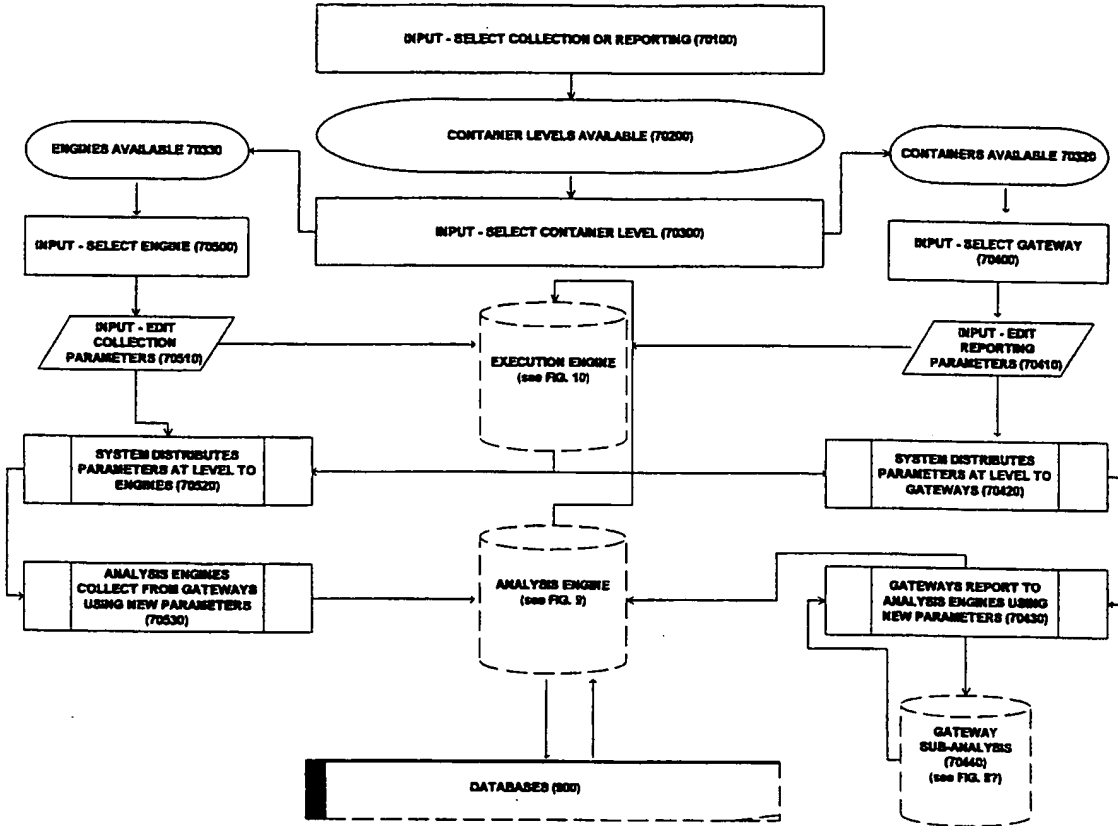 INPUT - SELECT COLLECTION OR REPORTING (70100)
CONTAINER LEVELS AVAILABLE (70200)
ENGINES AVAILABLE 70330
CONTAINERS AVAILABLE 70320
INPUT - SELECT CONTAINER LEVEL (70300)
INPUT - SELECT ENGINE (70500)
INPUT - SELECT GATEWAY
(70400)
INPUT - EDIT
COLLECTION
PARAMETERS (70510)
EXECUTION ENGINE
(see FIG. 10)
INPUT - EDIT
REPORTING
PARAMETERS (70410)
SYSTEM DISTRIBUTES
PARAMETERS AT LEVEL TO
ENGINES (70520)
SYSTEM DISTRIBUTES
PARAMETERS AT LEVEL TO
GATEWAYS (70420)
ANALYSIS ENGINES
COLLECT FROM GATEWAYS
USING NEW PARAMETERS
(70530)
ANALYSIS ENGINE
(see FIG. 9)
GATEWAYS REPORT TO
ANALYSIS ENGINES USING
NEW PARAMETERS (70430)
GATEWAY
SUB-ANALYSIS
(70440)
(see FIG. 8?)
DATABASES (900)